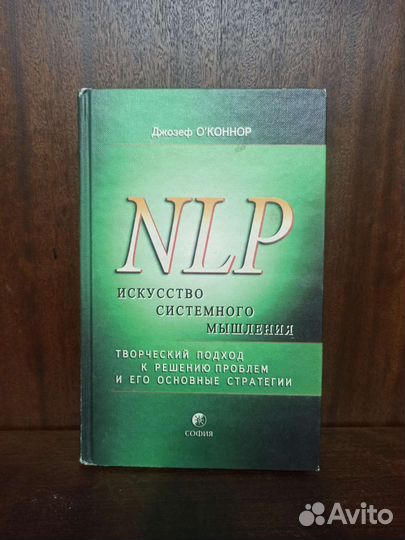 Джозеф О'КОННОР
NLP
ИСКУССТВО
СИСТЕМНОГО
МЫШЛЕНИЯ
ТВОРЧЕСКИЙ ПОДХОД
К РЕШЕНИЮ ПРОБЛЕМ
И ЕГО ОСНОВНЫЕ СТРАТЕГИИ
СОФИЯ
Avito